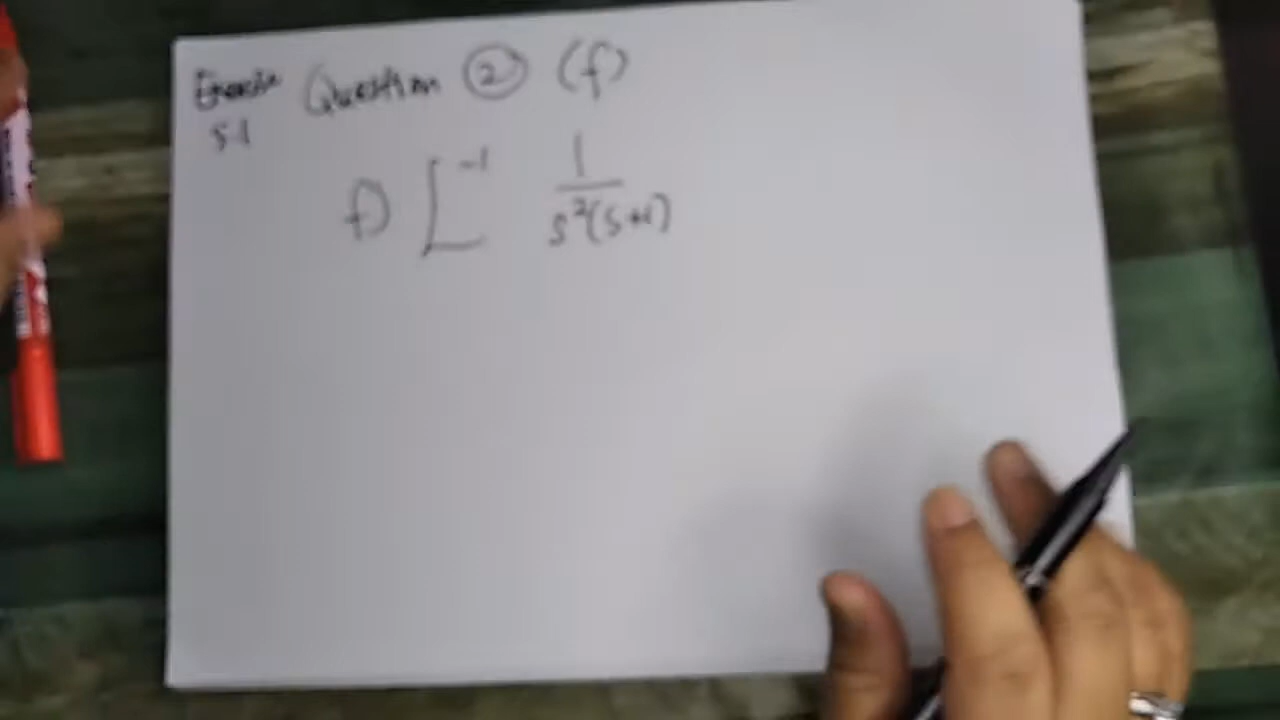 Exercise Question ② (f)
5.1
f) L⁻¹ 1
s²(s+1)